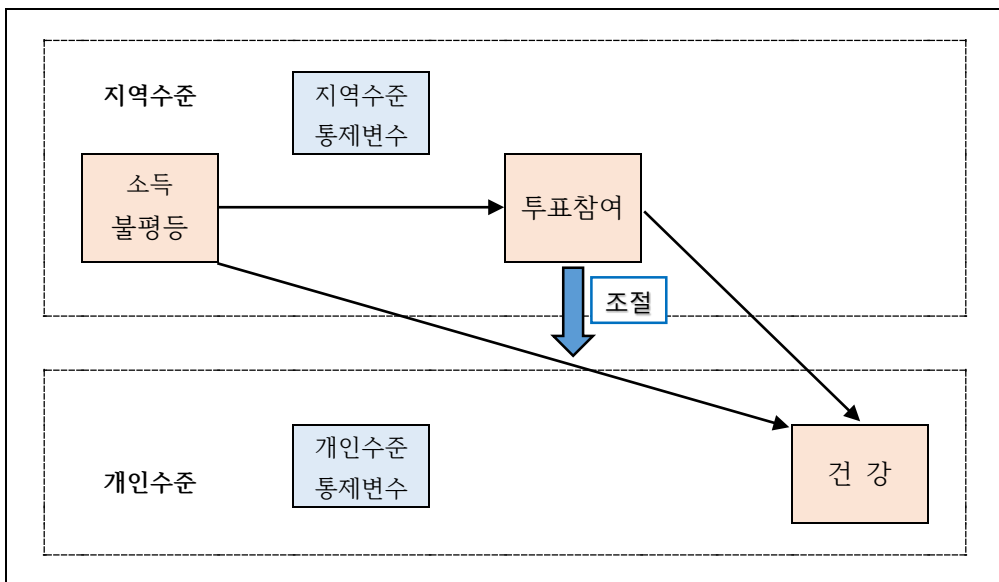 지역수준
지역수준
통제변수
소득
불평등
투표참여
조절
개인수준
개인수준
통제변수
건 강